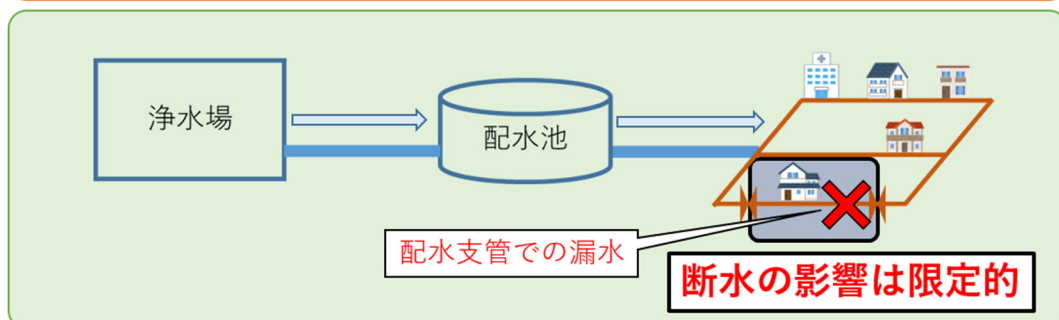 浄水場
配水池
配水支管での漏水
断水の影響は限定的